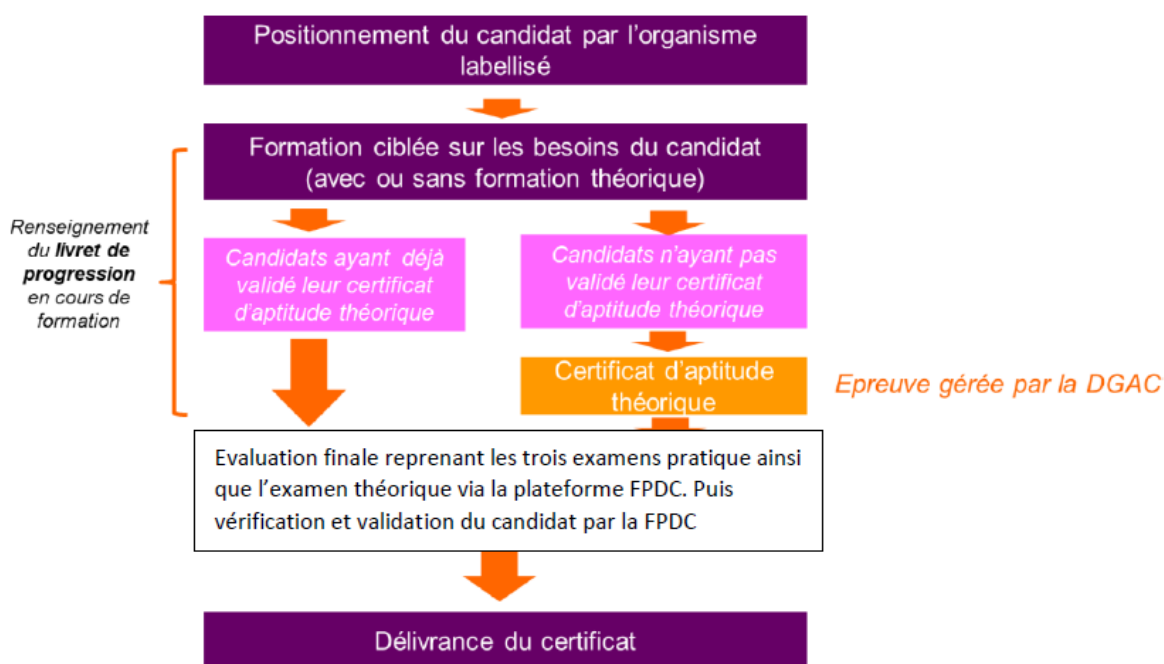 Positionnement du candidat par l'organisme
labellisé
Formation ciblée sur les besoins du candidat
(avec ou sans formation théorique)
Renseignement
du livret de
progression
en cours de
formation
Candidats ayant déjà
validé leur certificat
d'aptitude théorique
Candidats n'ayant pas
validé leur certificat
d'aptitude théorique
Certificat d'aptitude
théorique
Epreuve gérée par la DGAC
Evaluation finale reprenant les trois examens pratique ainsi
que l'examen théorique via la plateforme FPDC. Puis
vérification et validation du candidat par la FPDC
Délivrance du certificat